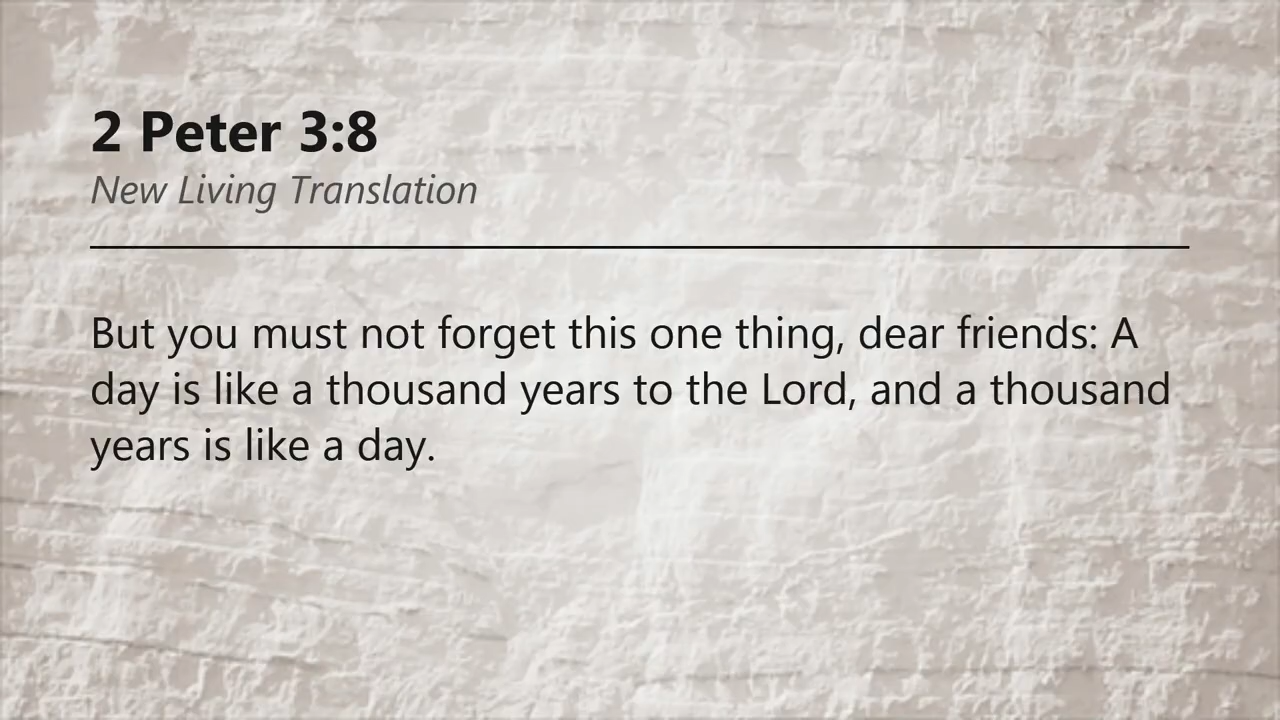 2 Peter 3:8
New Living Translation
But you must not forget this one thing, dear friends: A
day is like a thousand years to the Lord, and a thousand
years is like a day.